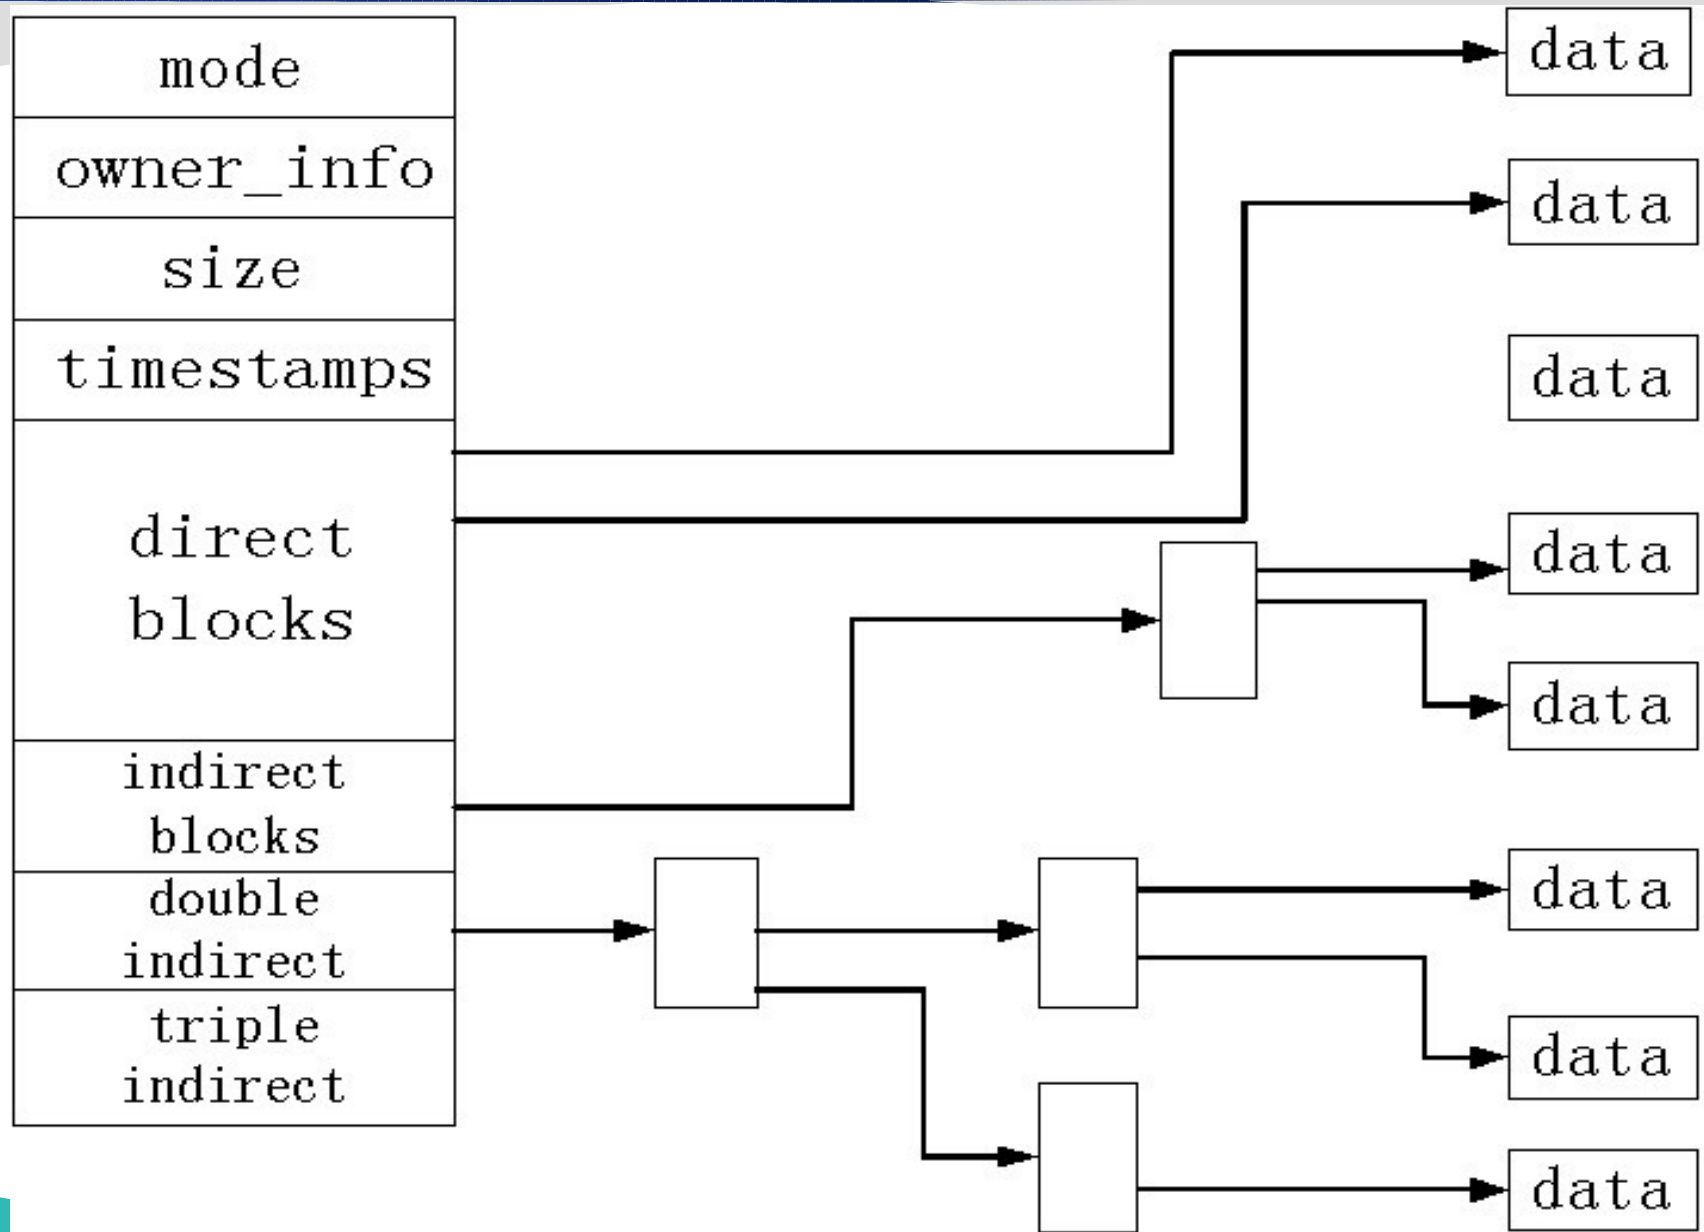 mode
owner_info
size
timestamps
direct
blocks
indirect
blocks
double
indirect
triple
indirect
data
data
data
data
data
data
data
data